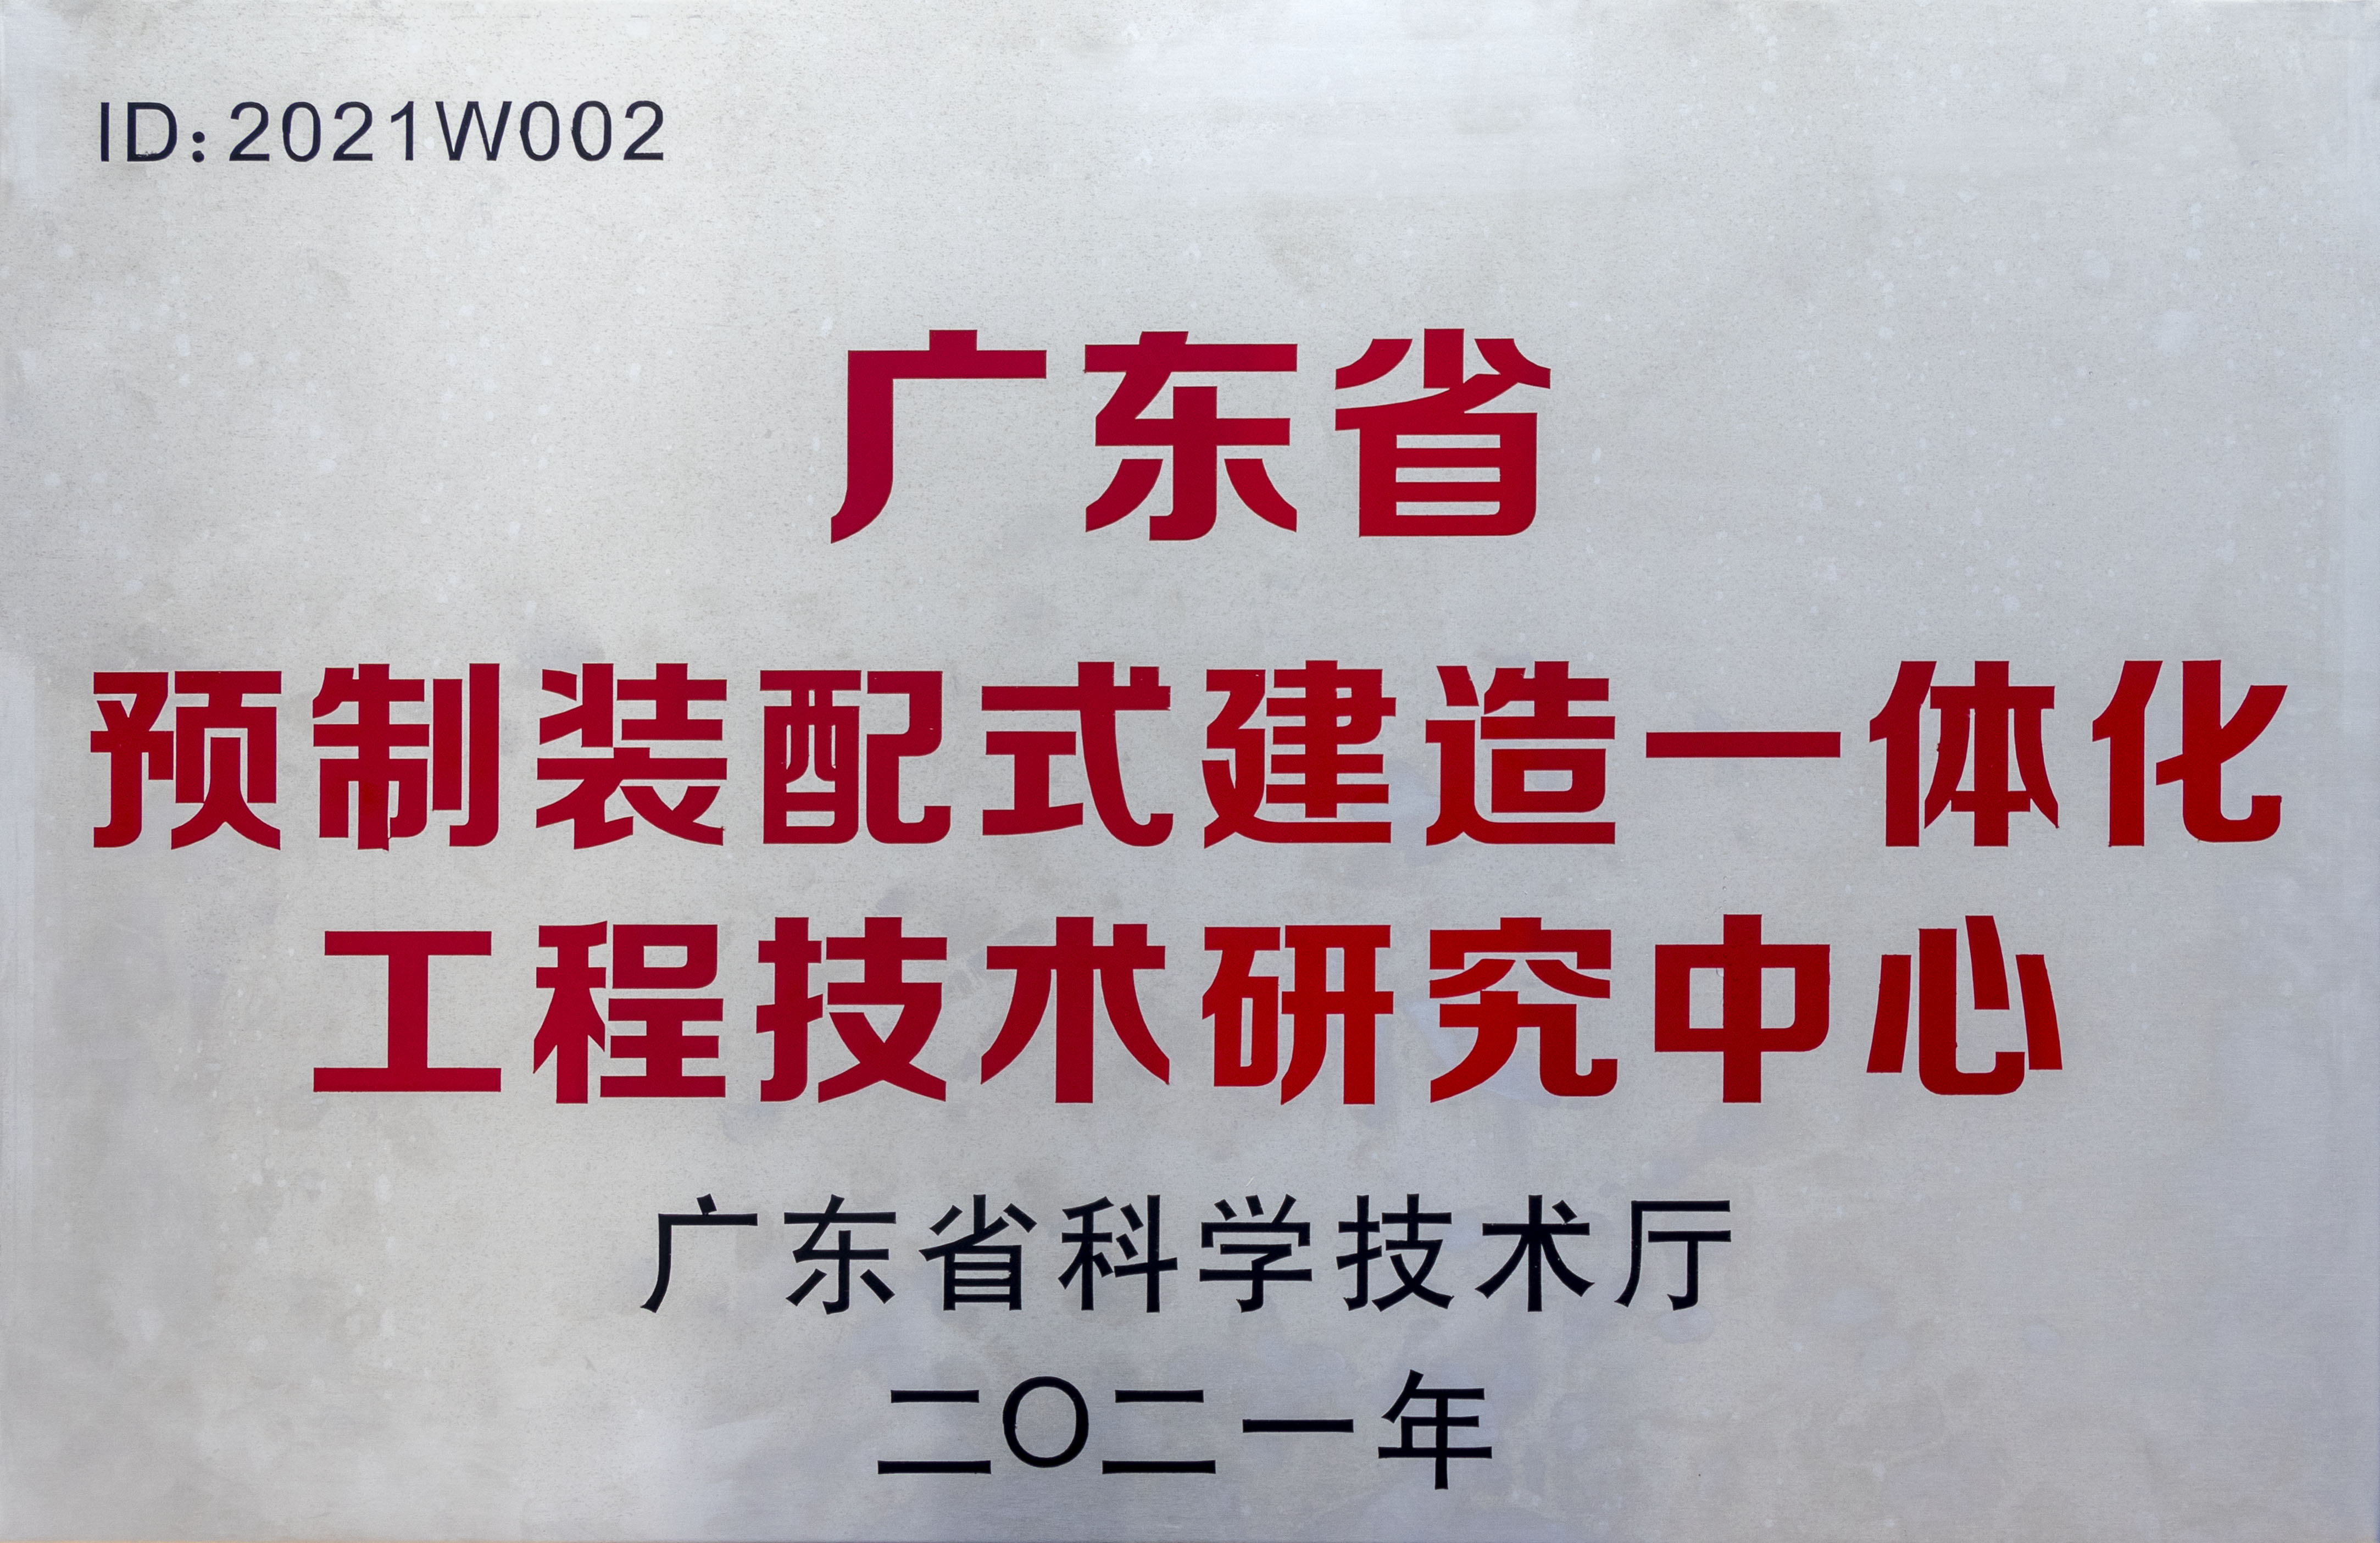 ID:2021W002
广东省
预制装配式建造一体化
工程技术研究中心
广东省科学技术厅
二〇二一年